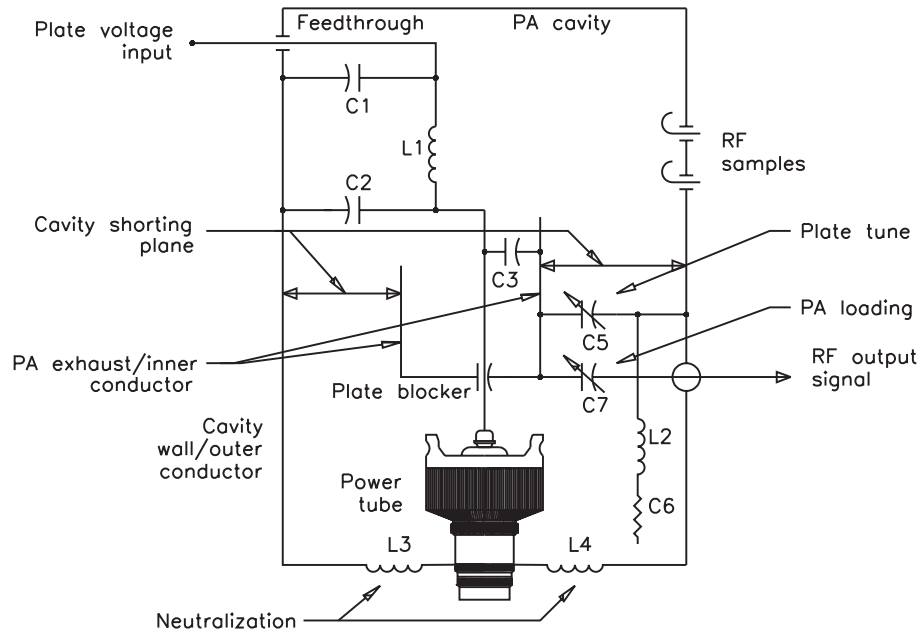 Feedthrough
PA cavity
Plate voltage
input
C1
L1
RF
samples
C2
Cavity shorting
plane
Plate tune
C3
PA loading
C5
PA exhaust/inner
conductor
RF output
signal
Plate blocker
C7
Cavity
wall/outer
conductor
L2
Power
tube
C6
L3
L4
Neutralization